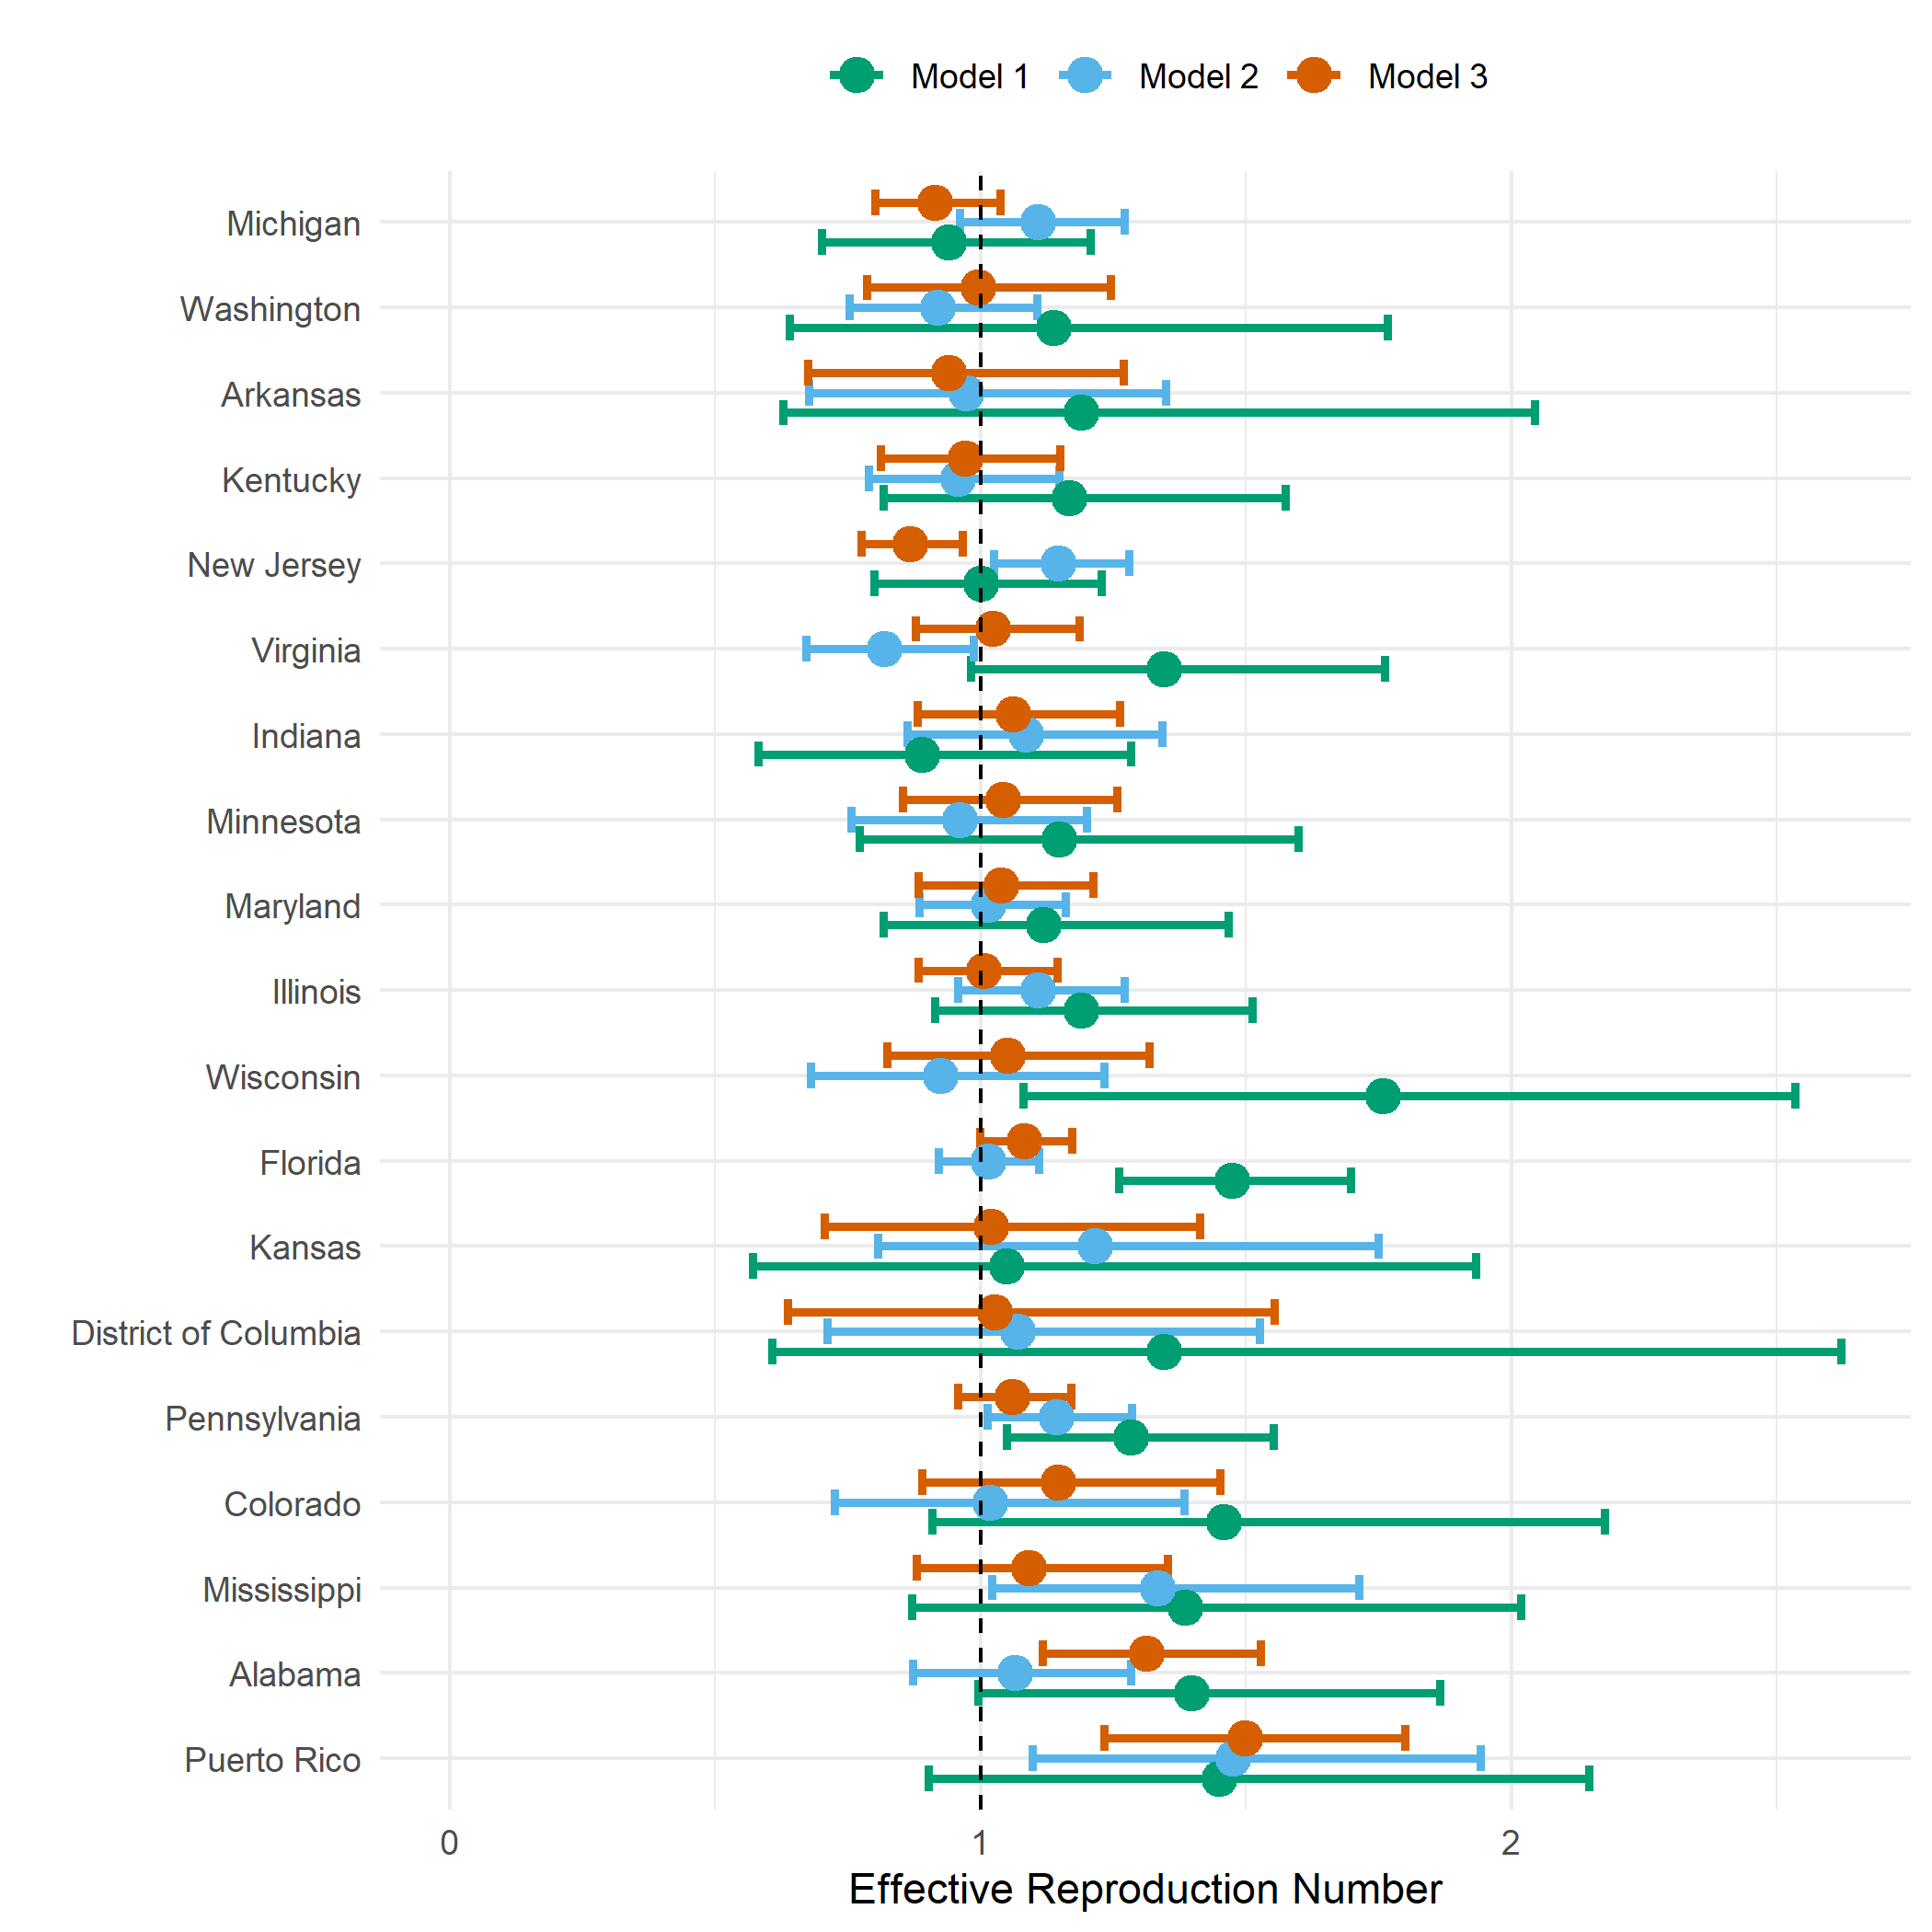 Model 1 Model 2 Model 3
Michigan
Washington
Arkansas
Kentucky
New Jersey
Virginia
Indiana
Minnesota
Maryland
Illinois
Wisconsin
Florida
Kansas
District of Columbia
Pennsylvania
Colorado
Mississippi
Alabama
Puerto Rico
0 1 2
Effective Reproduction Number